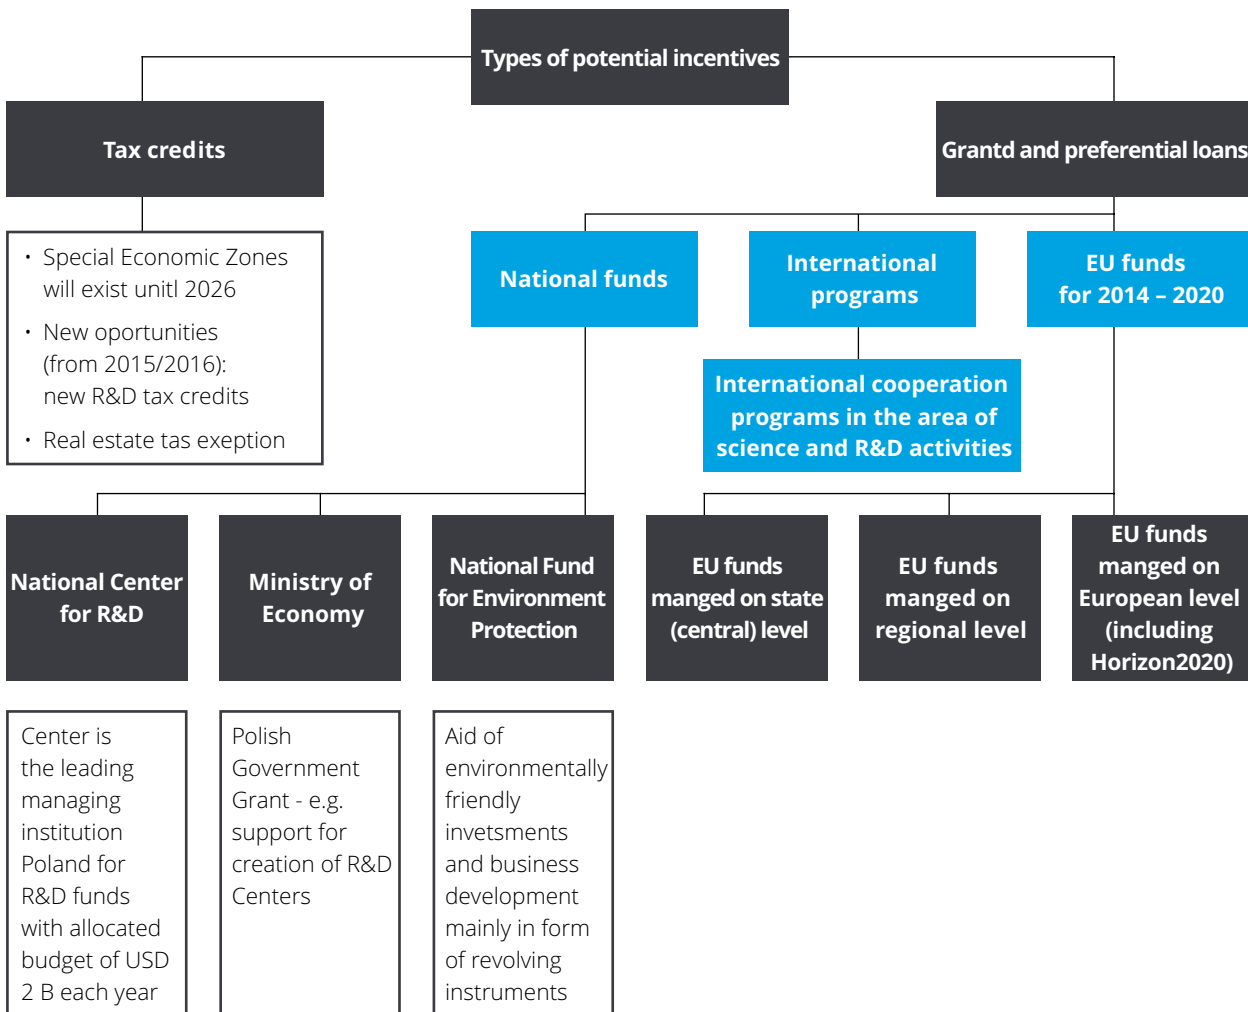 Types of potential incentives
Tax credits
Grantd and preferential loans
• Special Economic Zones
will exist unitl 2026
• New oportunities
(from 2015/2016):
new R&D tax credits
• Real estate tas exeption
National funds
International
programs
EU funds
for 2014 – 2020
International cooperation
programs in the area of
science and R&D activities
National Center
for R&D
Ministry of
Economy
National Fund
for Environment
Protection
EU funds
manged on state
(central) level
EU funds
manged on
regional level
EU funds
manged on
European level
(including
Horizon2020)
Center is
the leading
managing
institution
Poland for
R&D funds
with allocated
budget of USD
2 B each year
Polish
Government
Grant - e.g.
support for
creation of R&D
Centers
Aid of
environmentally
friendly
invetsments
and business
development
mainly in form
of revolving
instruments